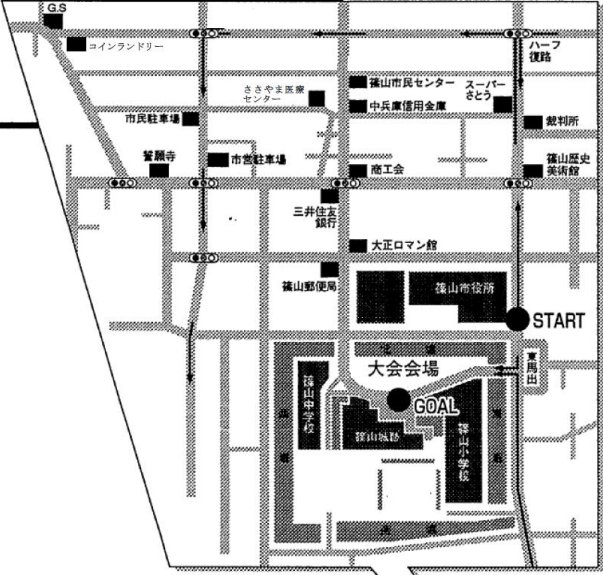 G.S
コインランドリー
ハーフ
復路
篠山市民センター
ささやま医療
センター
スーパー
さとう
中兵庫信用金庫
市民駐車場
裁判所
誓願寺
市営駐車場
商工会
篠山歴史
美術館
三井住友
銀行
大正ロマン館
篠山郵便局
篠山市役所
START
東馬出
大会会場
篠山中学校
GOAL
篠山城跡
篠山小学校